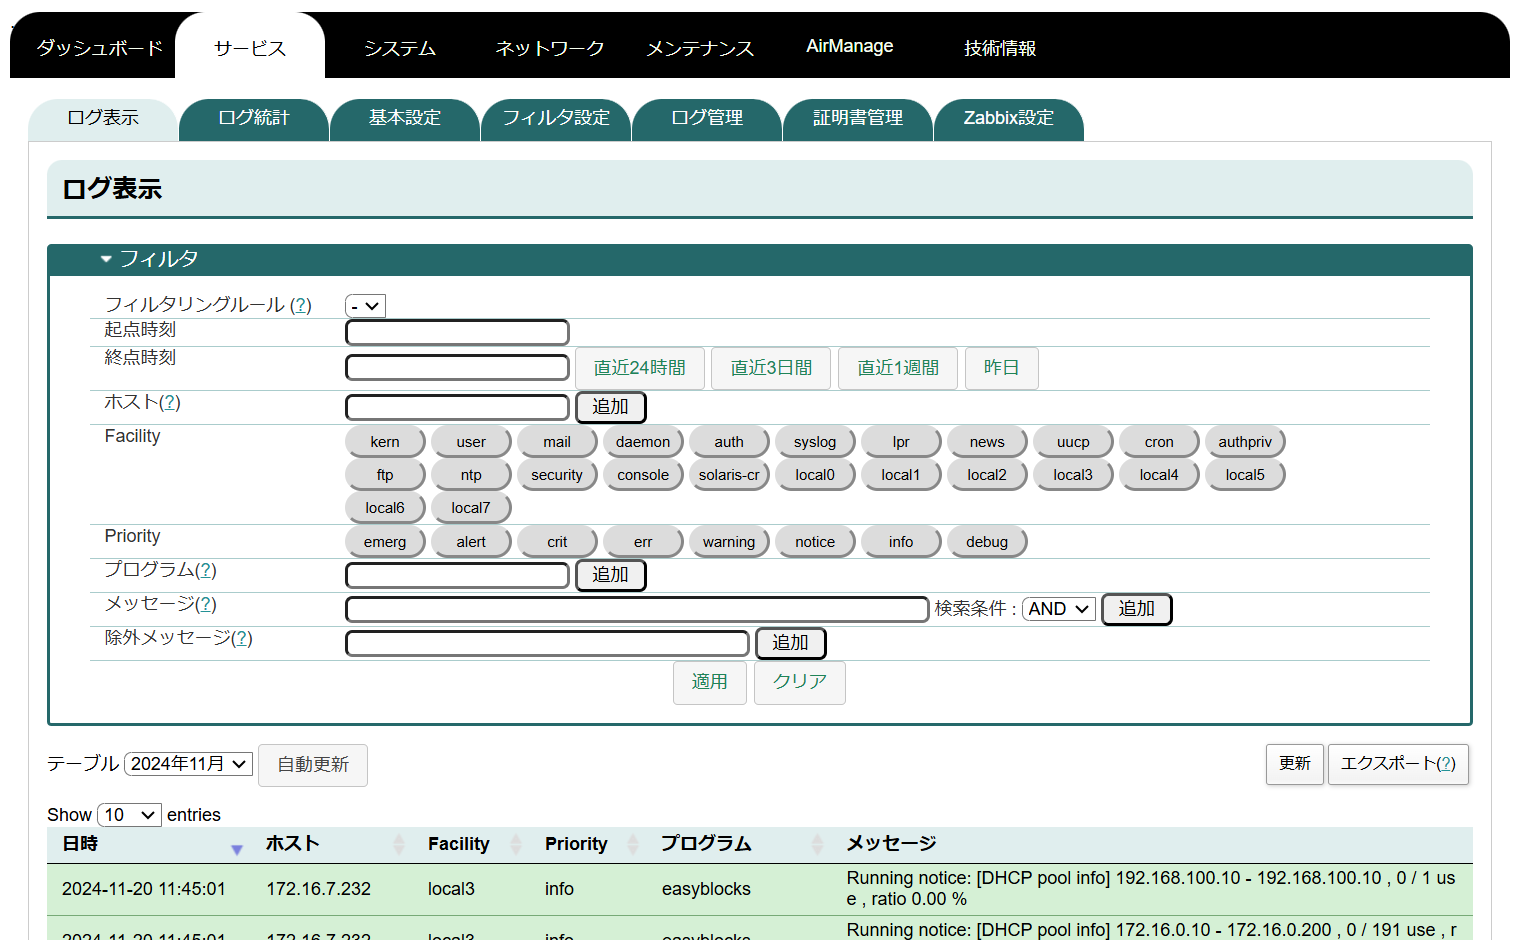 ダッシュボード サービス システム ネットワーク メンテナンス AirManage 技術情報
ログ表示 ログ統計 基本設定 フィルタ設定 ログ管理 証明書管理 Zabbix設定
ログ表示
フィルタ
フィルタリングルール (?) -
起点時刻
終点時刻 直近24時間 直近3日間 直近1週間 昨日
ホスト(?) 追加
Facility kern user mail daemon auth syslog lpr news uucp cron authpriv
ftp ntp security console solaris-cr local0 local1 local2 local3 local4 local5
local6 local7
Priority emerg alert crit err warning notice info debug
プログラム(?) 追加
メッセージ(?) 検索条件 : AND 追加
除外メッセージ(?) 追加
適用 クリア
テーブル 2024年11月 自動更新 更新 エクスポート(?)
Show 10 entries
日時 ホスト Facility Priority プログラム メッセージ
2024-11-20 11:45:01 172.16.7.232 local3 info easyblocks Running notice: [DHCP pool info] 192.168.100.10 - 192.168.100.10 , 0 / 1 us
e , ratio 0.00 %
2024-11-20 11:45:01 172.16.7.232 local3 info easyblocks Running notice: [DHCP pool info] 172.16.0.10 - 172.16.0.200 , 0 / 191 use , r